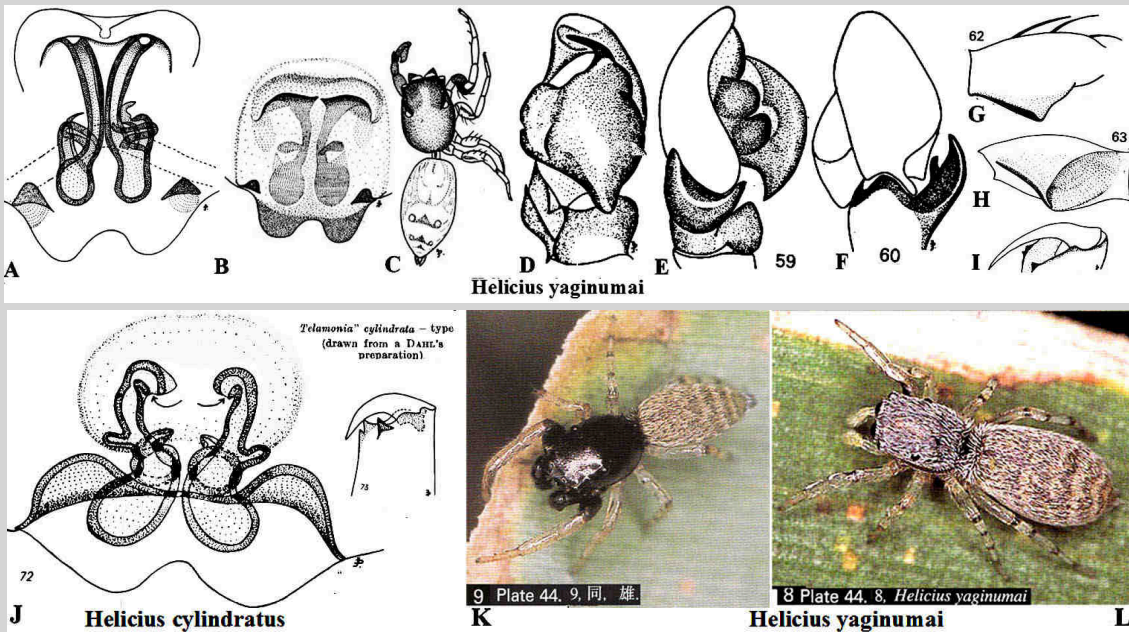 A
B
C
D
E
59
F
60
62
G
63
H
I
Helicius yaginumai
Telamonia" cylindrata – type
(drawn from a DAHL's
preparation)
73
72
J
Helicius cylindratus
9 Plate 44. 9, 同, 雄.
K
8 Plate 44. 8, Helicius yaginumai
L
Helicius yaginumai